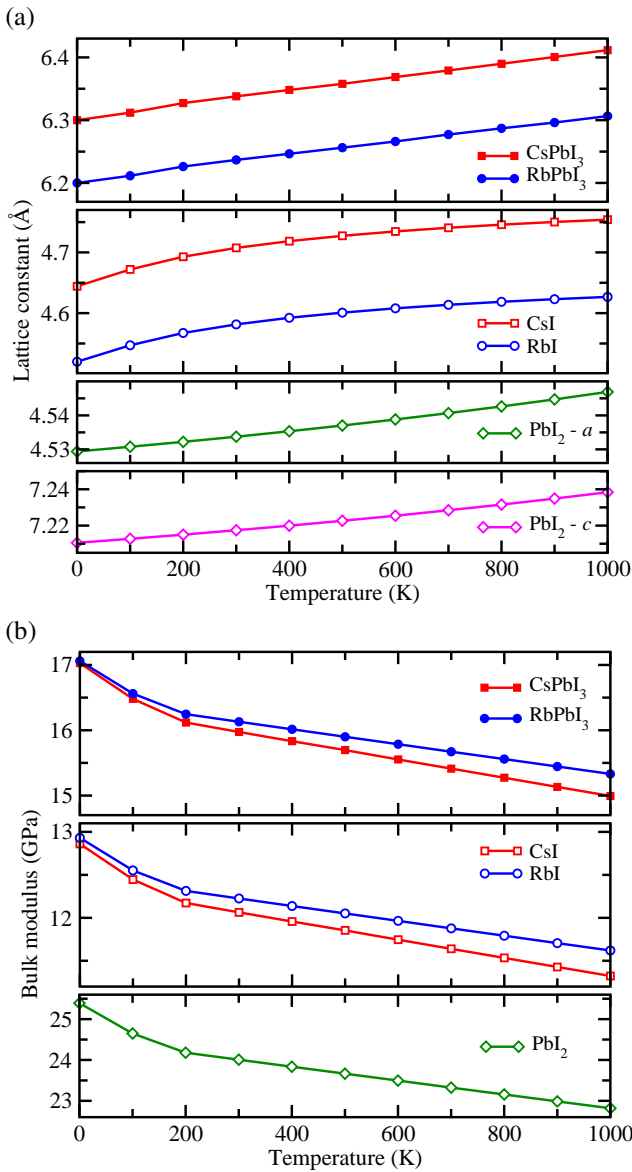 (a)
6.4
6.3
6.2
CsPbI₃
RbPbI₃
4.7
4.6
CsI
RbI
4.54
4.53
PbI₂ - a
7.24
7.22
PbI₂ - c
Lattice constant (Å)
0 200 400 600 800 1000
Temperature (K)
(b)
17
16
15
CsPbI₃
RbPbI₃
13
12
CsI
RbI
25
24
23
PbI₂
Bulk modulus (GPa)
0 200 400 600 800 1000
Temperature (K)